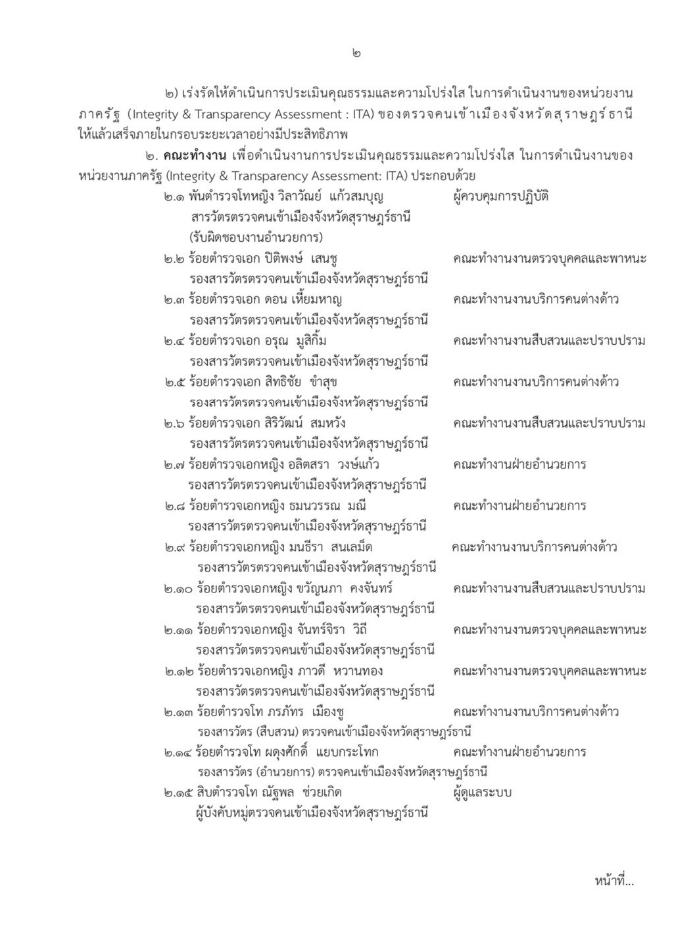 ๒
๒) เร่งรัดให้ดำเนินการประเมินคุณธรรมและความโปร่งใส ในการดำเนินงานของหน่วยงาน
ภาครัฐ (Integrity & Transparency Assessment : ITA) ของตรวจคนเข้าเมืองจังหวัดสุราษฎร์ธานี
ให้แล้วเสร็จภายในกรอบระยะเวลาอย่างมีประสิทธิภาพ
๒. คณะทำงาน เพื่อดำเนินงานการประเมินคุณธรรมและความโปร่งใส ในการดำเนินงานของ
หน่วยงานภาครัฐ (Integrity & Transparency Assessment: ITA) ประกอบด้วย
๒.๑ พันตำรวจโทหญิง วิลาวัณย์ แก้วสมบุญ ผู้ควบคุมการปฏิบัติ
สารวัตรตรวจคนเข้าเมืองจังหวัดสุราษฎร์ธานี
(รับผิดชอบงานอำนวยการ)
๒.๒ ร้อยตำรวจเอก ปิติพงษ์ เสนชู คณะทำงานงานตรวจบุคคลและพาหนะ
รองสารวัตรตรวจคนเข้าเมืองจังหวัดสุราษฎร์ธานี
๒.๓ ร้อยตำรวจเอก ดอน เหี้ยมหาญ คณะทำงานงานบริการคนต่างด้าว
รองสารวัตรตรวจคนเข้าเมืองจังหวัดสุราษฎร์ธานี
๒.๔ ร้อยตำรวจเอก อรุณ มูสิกิ้ม คณะทำงานงานสืบสวนและปราบปราม
รองสารวัตรตรวจคนเข้าเมืองจังหวัดสุราษฎร์ธานี
๒.๕ ร้อยตำรวจเอก สิทธิชัย ขำสุข คณะทำงานงานบริการคนต่างด้าว
รองสารวัตรตรวจคนเข้าเมืองจังหวัดสุราษฎร์ธานี
๒.๖ ร้อยตำรวจเอก สิริวัฒน์ สมหวัง คณะทำงานงานสืบสวนและปราบปราม
รองสารวัตรตรวจคนเข้าเมืองจังหวัดสุราษฎร์ธานี
๒.๗ ร้อยตำรวจเอกหญิง อลิตสรา วงษ์แก้ว คณะทำงานฝ่ายอำนวยการ
รองสารวัตรตรวจคนเข้าเมืองจังหวัดสุราษฎร์ธานี
๒.๘ ร้อยตำรวจเอกหญิง ธมนวรรณ มณี คณะทำงานฝ่ายอำนวยการ
รองสารวัตรตรวจคนเข้าเมืองจังหวัดสุราษฎร์ธานี
๒.๙ ร้อยตำรวจเอกหญิง มนธีรา สนเลม็ด คณะทำงานงานบริการคนต่างด้าว
รองสารวัตรตรวจคนเข้าเมืองจังหวัดสุราษฎร์ธานี
๒.๑๐ ร้อยตำรวจเอกหญิง ขวัญนภา คงจันทร์ คณะทำงานงานสืบสวนและปราบปราม
รองสารวัตรตรวจคนเข้าเมืองจังหวัดสุราษฎร์ธานี
๒.๑๑ ร้อยตำรวจเอกหญิง จันทร์จิรา วิถี คณะทำงานงานตรวจบุคคลและพาหนะ
รองสารวัตรตรวจคนเข้าเมืองจังหวัดสุราษฎร์ธานี
๒.๑๒ ร้อยตำรวจเอกหญิง ภาวดี หวานทอง คณะทำงานงานตรวจบุคคลและพาหนะ
รองสารวัตรตรวจคนเข้าเมืองจังหวัดสุราษฎร์ธานี
๒.๑๓ ร้อยตำรวจโท ภรภัทร เมืองชู คณะทำงานงานบริการคนต่างด้าว
รองสารวัตร (สืบสวน) ตรวจคนเข้าเมืองจังหวัดสุราษฎร์ธานี
๒.๑๔ ร้อยตำรวจโท ผดุงศักดิ์ แยบกระโทก คณะทำงานฝ่ายอำนวยการ
รองสารวัตร (อำนวยการ) ตรวจคนเข้าเมืองจังหวัดสุราษฎร์ธานี
๒.๑๕ สิบตำรวจโท ณัฐพล ช่วยเกิด ผู้ดูแลระบบ
ผู้บังคับหมู่ตรวจคนเข้าเมืองจังหวัดสุราษฎร์ธานี
หน้าที่...